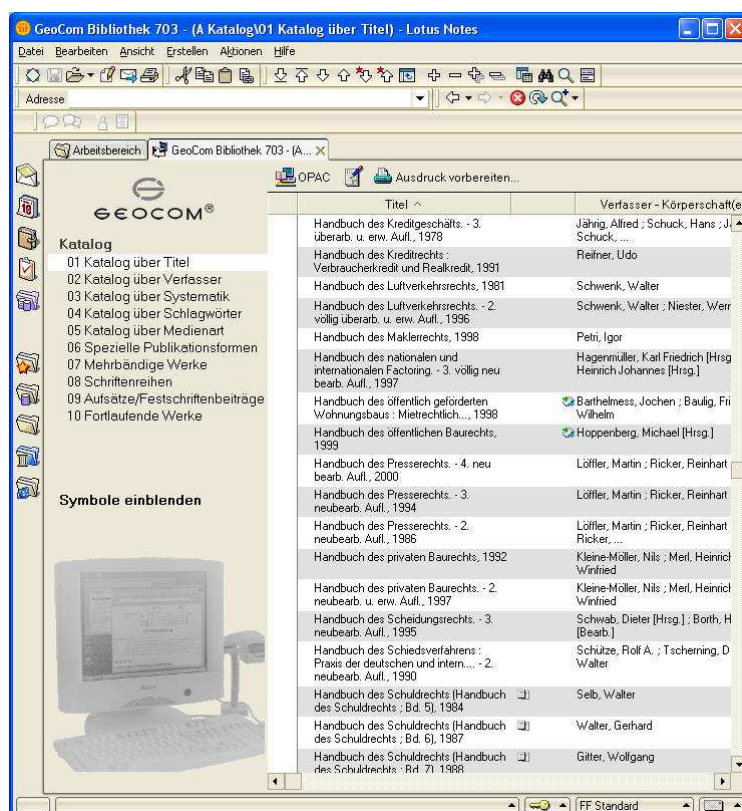 GeoCom Bibliothek 703 - (A Katalog\01 Katalog über Titel) - Lotus Notes
Datei Bearbeiten Ansicht Erstellen Aktionen Hilfe
Adresse
Arbeitsbereich GeoCom Bibliothek 703 - (A...
OPAC Ausdruck vorbereiten...
GEOCOM®
Katalog
01 Katalog über Titel
02 Katalog über Verfasser
03 Katalog über Systematik
04 Katalog über Schlagwörter
05 Katalog über Medienart
06 Spezielle Publikationsformen
07 Mehrbändige Werke
08 Schriftenreihen
09 Aufsätze/Festschriftenbeiträge
10 Fortlaufende Werke
Symbole einblenden
Titel Verfasser - Körperschaft(e
Handbuch des Kreditgeschäfts. - 3. Jährig, Alfred ; Schuck, Hans ; J
überarb. u. erw. Aufl., 1978 Schuck, ...
Handbuch des Kreditrechts : Reifner, Udo
Verbraucherkredit und Realkredit, 1991
Handbuch des Luftverkehrsrechts, 1981 Schwenk, Walter
Handbuch des Luftverkehrsrechts. - 2. Schwenk, Walter ; Niester, Werr
völlig überarb. u. erw. Aufl., 1996
Handbuch des Maklerrechts, 1998 Petri, Igor
Handbuch des nationalen und Hagenmüller, Karl Friedrich [Hrsg
internationalen Factoring. - 3. völlig neu Heinrich Johannes [Hrsg.]
bearb. Aufl., 1997
Handbuch des öffentlich geförderten Barthelmess, Jochen ; Baulig, Fri
Wohnungsbaus : Mietrechtlich..., 1998 Wilhelm
Handbuch des öffentlichen Baurechts, Hoppenberg, Michael [Hrsg.]
1999
Handbuch des Presserechts. - 4. neu Löffler, Martin ; Ricker, Reinhart
bearb. Aufl., 2000
Handbuch des Presserechts. - 3. Löffler, Martin ; Ricker, Reinhart
neubearb. Aufl., 1994
Handbuch des Presserechts. - 2. Löffler, Martin ; Ricker, Reinhart
neubearb. Aufl., 1986 Ricker, ...
Handbuch des privaten Baurechts, 1992 Kleine-Möller, Nils ; Merl, Heinrich
Winfried
Handbuch des privaten Baurechts. - 2. Kleine-Möller, Nils ; Merl, Heinrich
neubearb. u. erw. Aufl., 1997 Winfried
Handbuch des Scheidungsrechts. - 3. Schwab, Dieter [Hrsg.] ; Borth, H
neubearb. Aufl., 1995 [Bearb.]
Handbuch des Schiedsverfahrens : Schütze, Rolf A. ; Tscherning, D
Praxis der deutschen und intern.... - 2. Walter
neubearb. Aufl., 1990
Handbuch des Schuldrechts (Handbuch Selb, Walter
des Schuldrechts ; Bd. 5), 1984
Handbuch des Schuldrechts (Handbuch Walter, Gerhard
des Schuldrechts ; Bd. 6), 1987
Handbuch des Schuldrechts (Handbuch Gitter, Wolfgang
des Schuldrechts ; Bd. 7), 1988
FF Standard